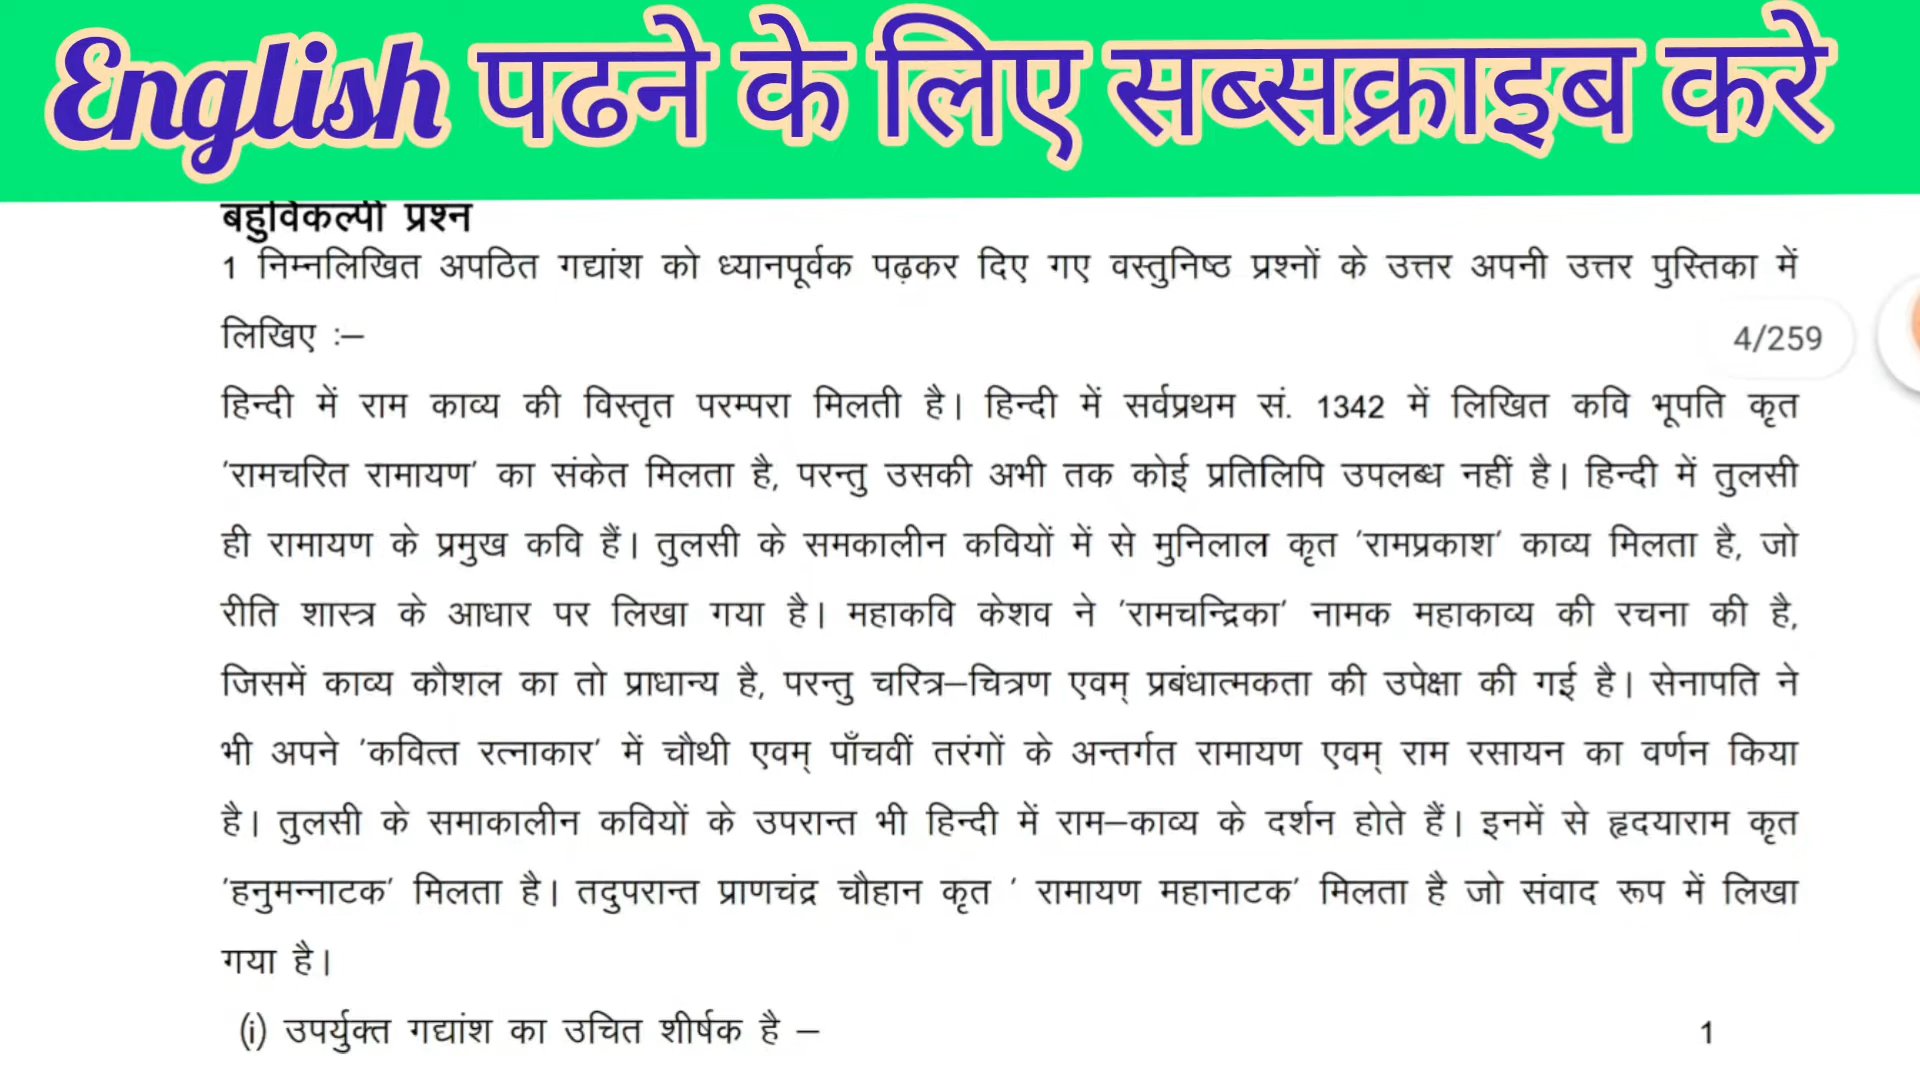 English पढने के लिए सब्सक्राइब करे
बहुविकल्पी प्रश्न
1 निम्नलिखित अपठित गद्यांश को ध्यानपूर्वक पढ़कर दिए गए वस्तुनिष्ठ प्रश्नों के उत्तर अपनी उत्तर पुस्तिका में
लिखिए :–
4/259
हिन्दी में राम काव्य की विस्तृत परम्परा मिलती है। हिन्दी में सर्वप्रथम सं. 1342 में लिखित कवि भूपति कृत
'रामचरित रामायण' का संकेत मिलता है, परन्तु उसकी अभी तक कोई प्रतिलिपि उपलब्ध नहीं है। हिन्दी में तुलसी
ही रामायण के प्रमुख कवि हैं। तुलसी के समकालीन कवियों में से मुनिलाल कृत 'रामप्रकाश' काव्य मिलता है, जो
रीति शास्त्र के आधार पर लिखा गया है। महाकवि केशव ने 'रामचन्द्रिका' नामक महाकाव्य की रचना की है,
जिसमें काव्य कौशल का तो प्राधान्य है, परन्तु चरित्र–चित्रण एवम् प्रबंधात्मकता की उपेक्षा की गई है। सेनापति ने
भी अपने 'कवित्त रत्नाकार' में चौथी एवम् पाँचवीं तरंगों के अन्तर्गत रामायण एवम् राम रसायन का वर्णन किया
है। तुलसी के समाकालीन कवियों के उपरान्त भी हिन्दी में राम–काव्य के दर्शन होते हैं। इनमें से हृदयाराम कृत
'हनुमन्नाटक' मिलता है। तदुपरान्त प्राणचंद्र चौहान कृत ' रामायण महानाटक' मिलता है जो संवाद रूप में लिखा
गया है।
(i) उपर्युक्त गद्यांश का उचित शीर्षक है – 1